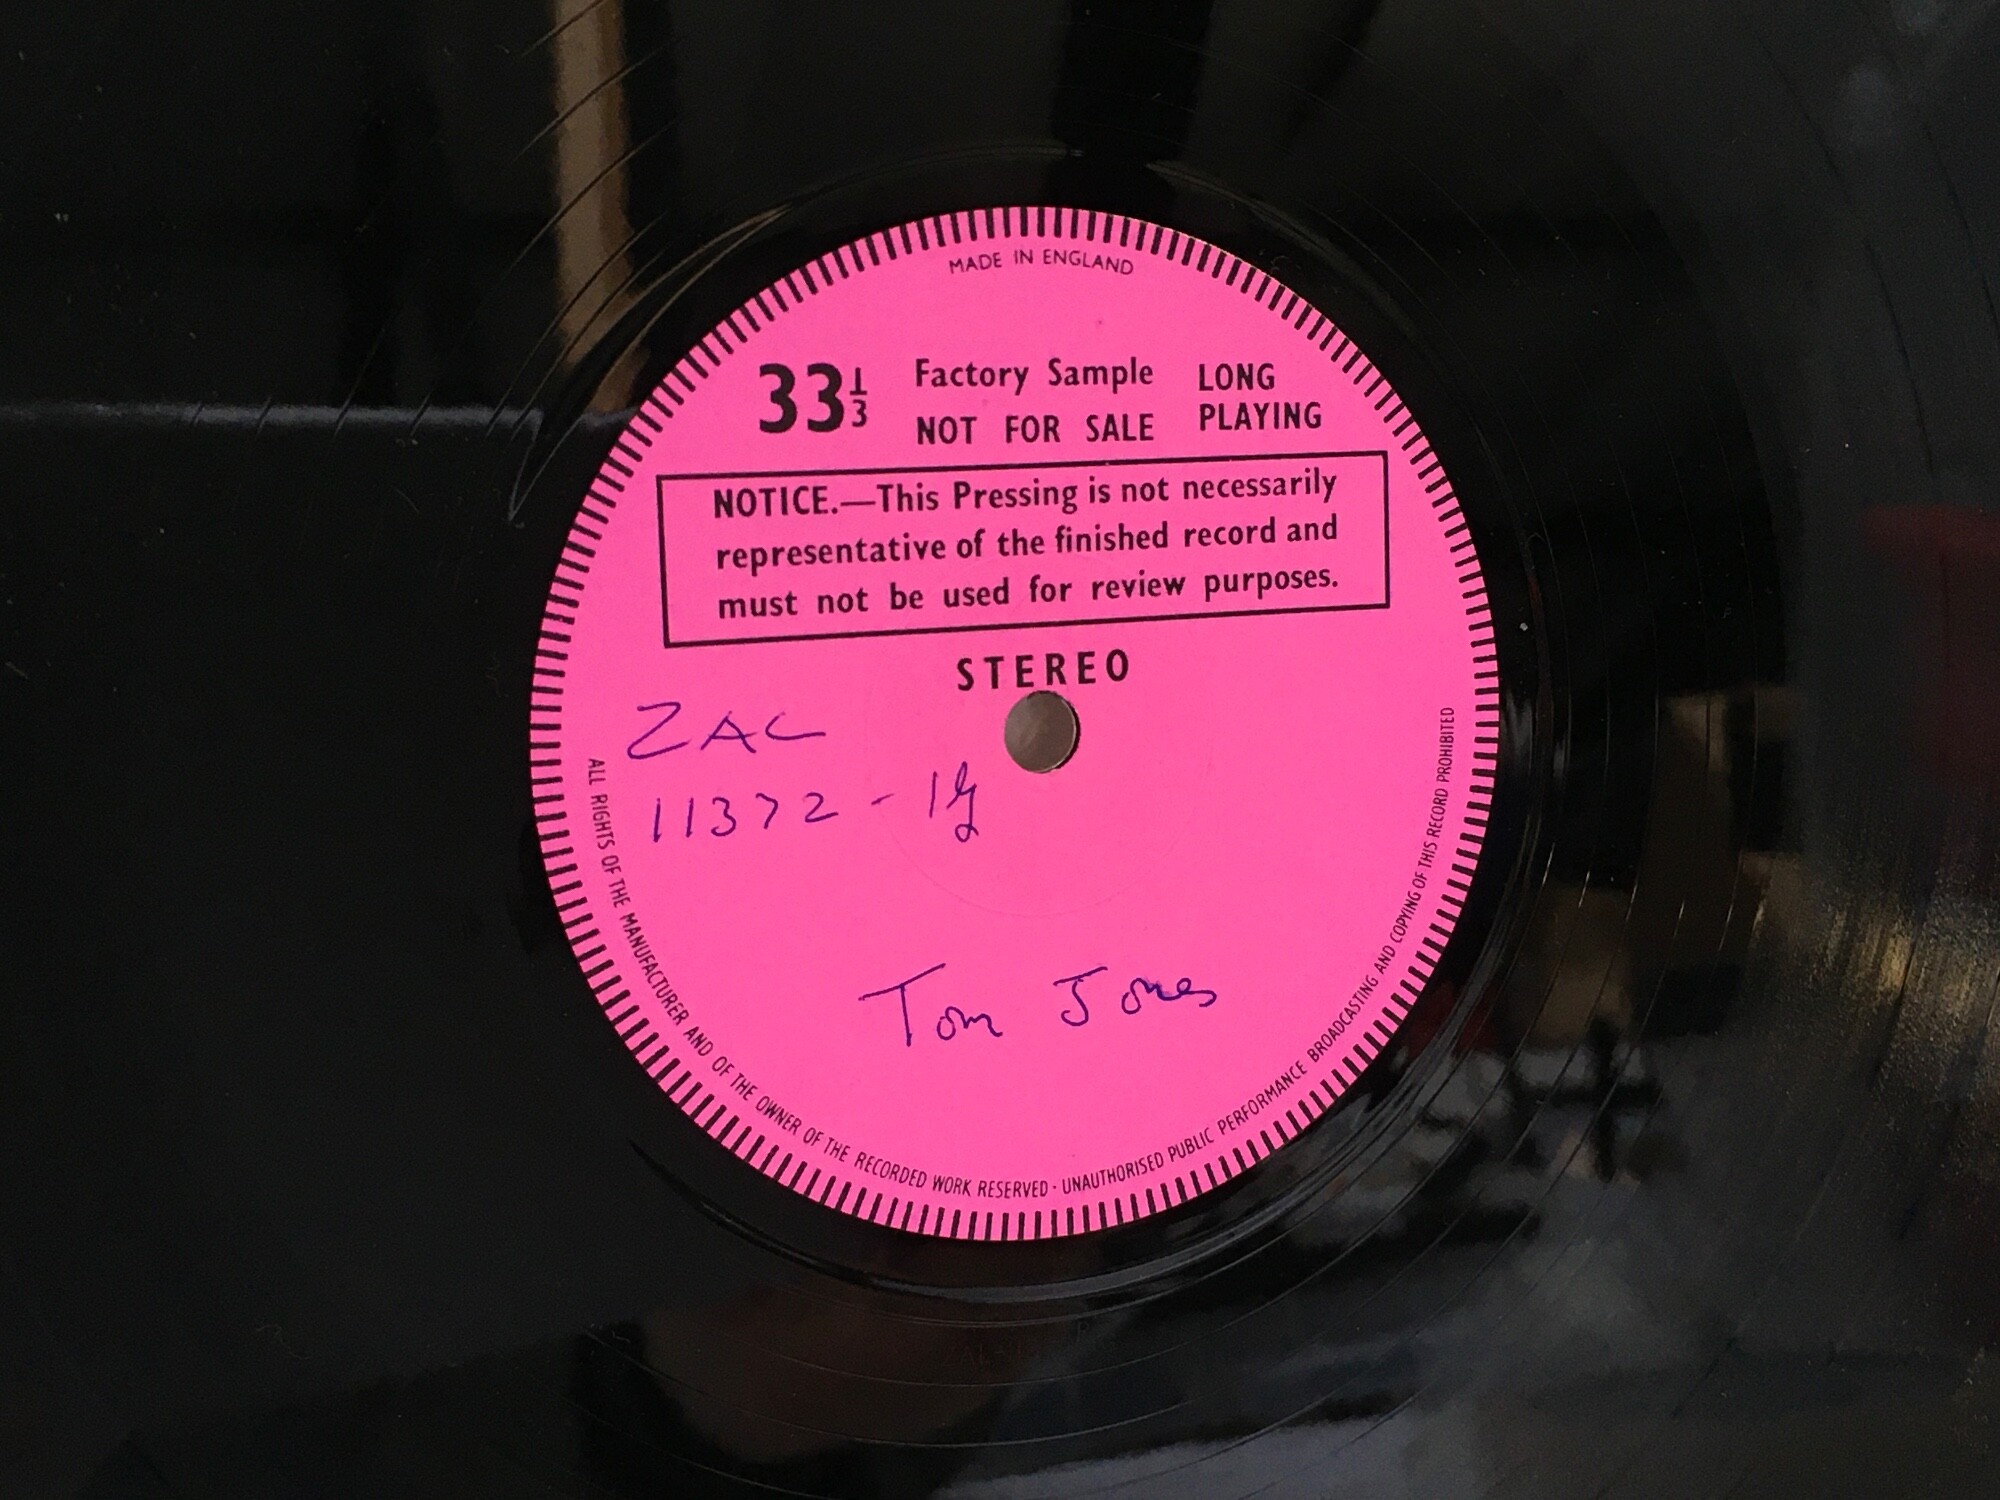 MADE IN ENGLAND
33⅓ Factory Sample LONG
NOT FOR SALE PLAYING
NOTICE.—This Pressing is not necessarily
representative of the finished record and
must not be used for review purposes.
STEREO
ZAL
11372 -
Tom Jones
ALL RIGHTS OF THE MANUFACTURER AND OF THE OWNER OF THE RECORDED WORK RESERVED · UNAUTHORISED PUBLIC PERFORMANCE BROADCASTING AND COPYING OF THIS RECORD PROHIBITED